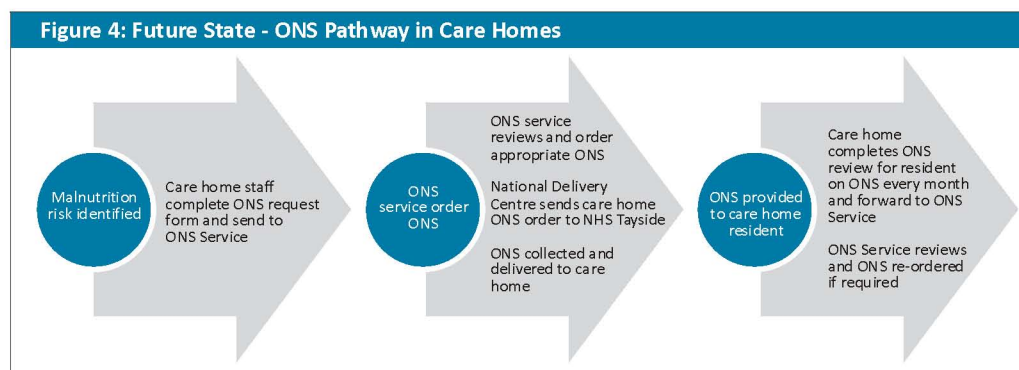 Figure 4: Future State - ONS Pathway in Care Homes
Malnutrition
risk identified
Care home staff
complete ONS request
form and send to
ONS Service
ONS
service order
ONS
ONS service
reviews and order
appropriate ONS
National Delivery
Centre sends care home
ONS order to NHS Tayside
ONS collected and
delivered to care
home
ONS provided
to care home
resident
Care home
completes ONS
review for resident
on ONS every month
and forward to ONS
Service
ONS Service reviews
and ONS re-ordered
if required